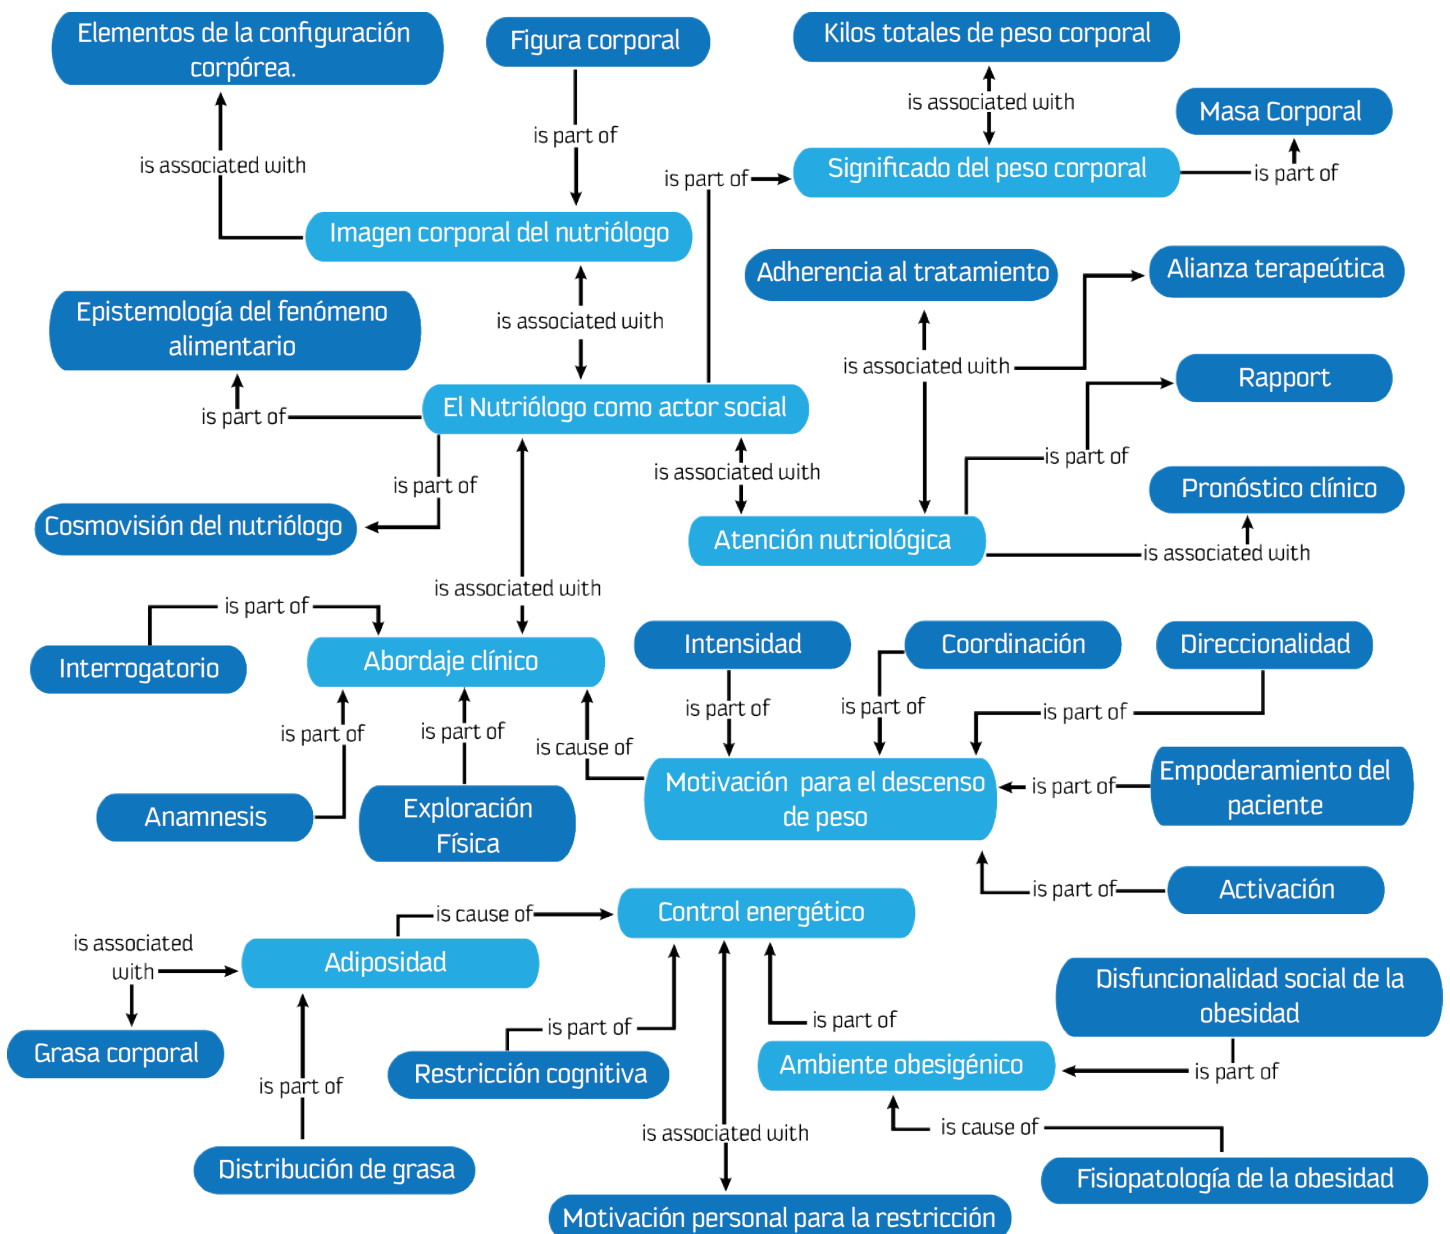 Elementos de la configuración
corpórea.
Figura corporal
Kilos totales de peso corporal
is associated with
Masa Corporal
is part of
is associated with
Significado del peso corporal
is part of
is part of
Imagen corporal del nutriólogo
Adherencia al tratamiento
Alianza terapeútica
Epistemología del fenómeno
alimentario
is associated with
is associated with
Rapport
is part of
El Nutriólogo como actor social
is part of
is associated with
is part of
Pronóstico clínico
Cosmovisión del nutriólogo
Atención nutriológica
is associated with
is associated with
is part of
Interrogatorio
Abordaje clínico
Intensidad
Coordinación
Direccionalidad
is part of
is part of
is part of
is part of
is part of
is cause of
Motivación  para el descenso
de peso
is part of
Empoderamiento del
paciente
Anamnesis
Exploración
Física
is part of
Activación
is cause of
Control energético
is associated
with
Adiposidad
Disfuncionalidad social de la
obesidad
is part of
is part of
Grasa corporal
Restricción cognitiva
Ambiente obesigénico
is part of
is part of
is associated with
is cause of
Distribución de grasa
Fisiopatología de la obesidad
Motivación personal para la restricción